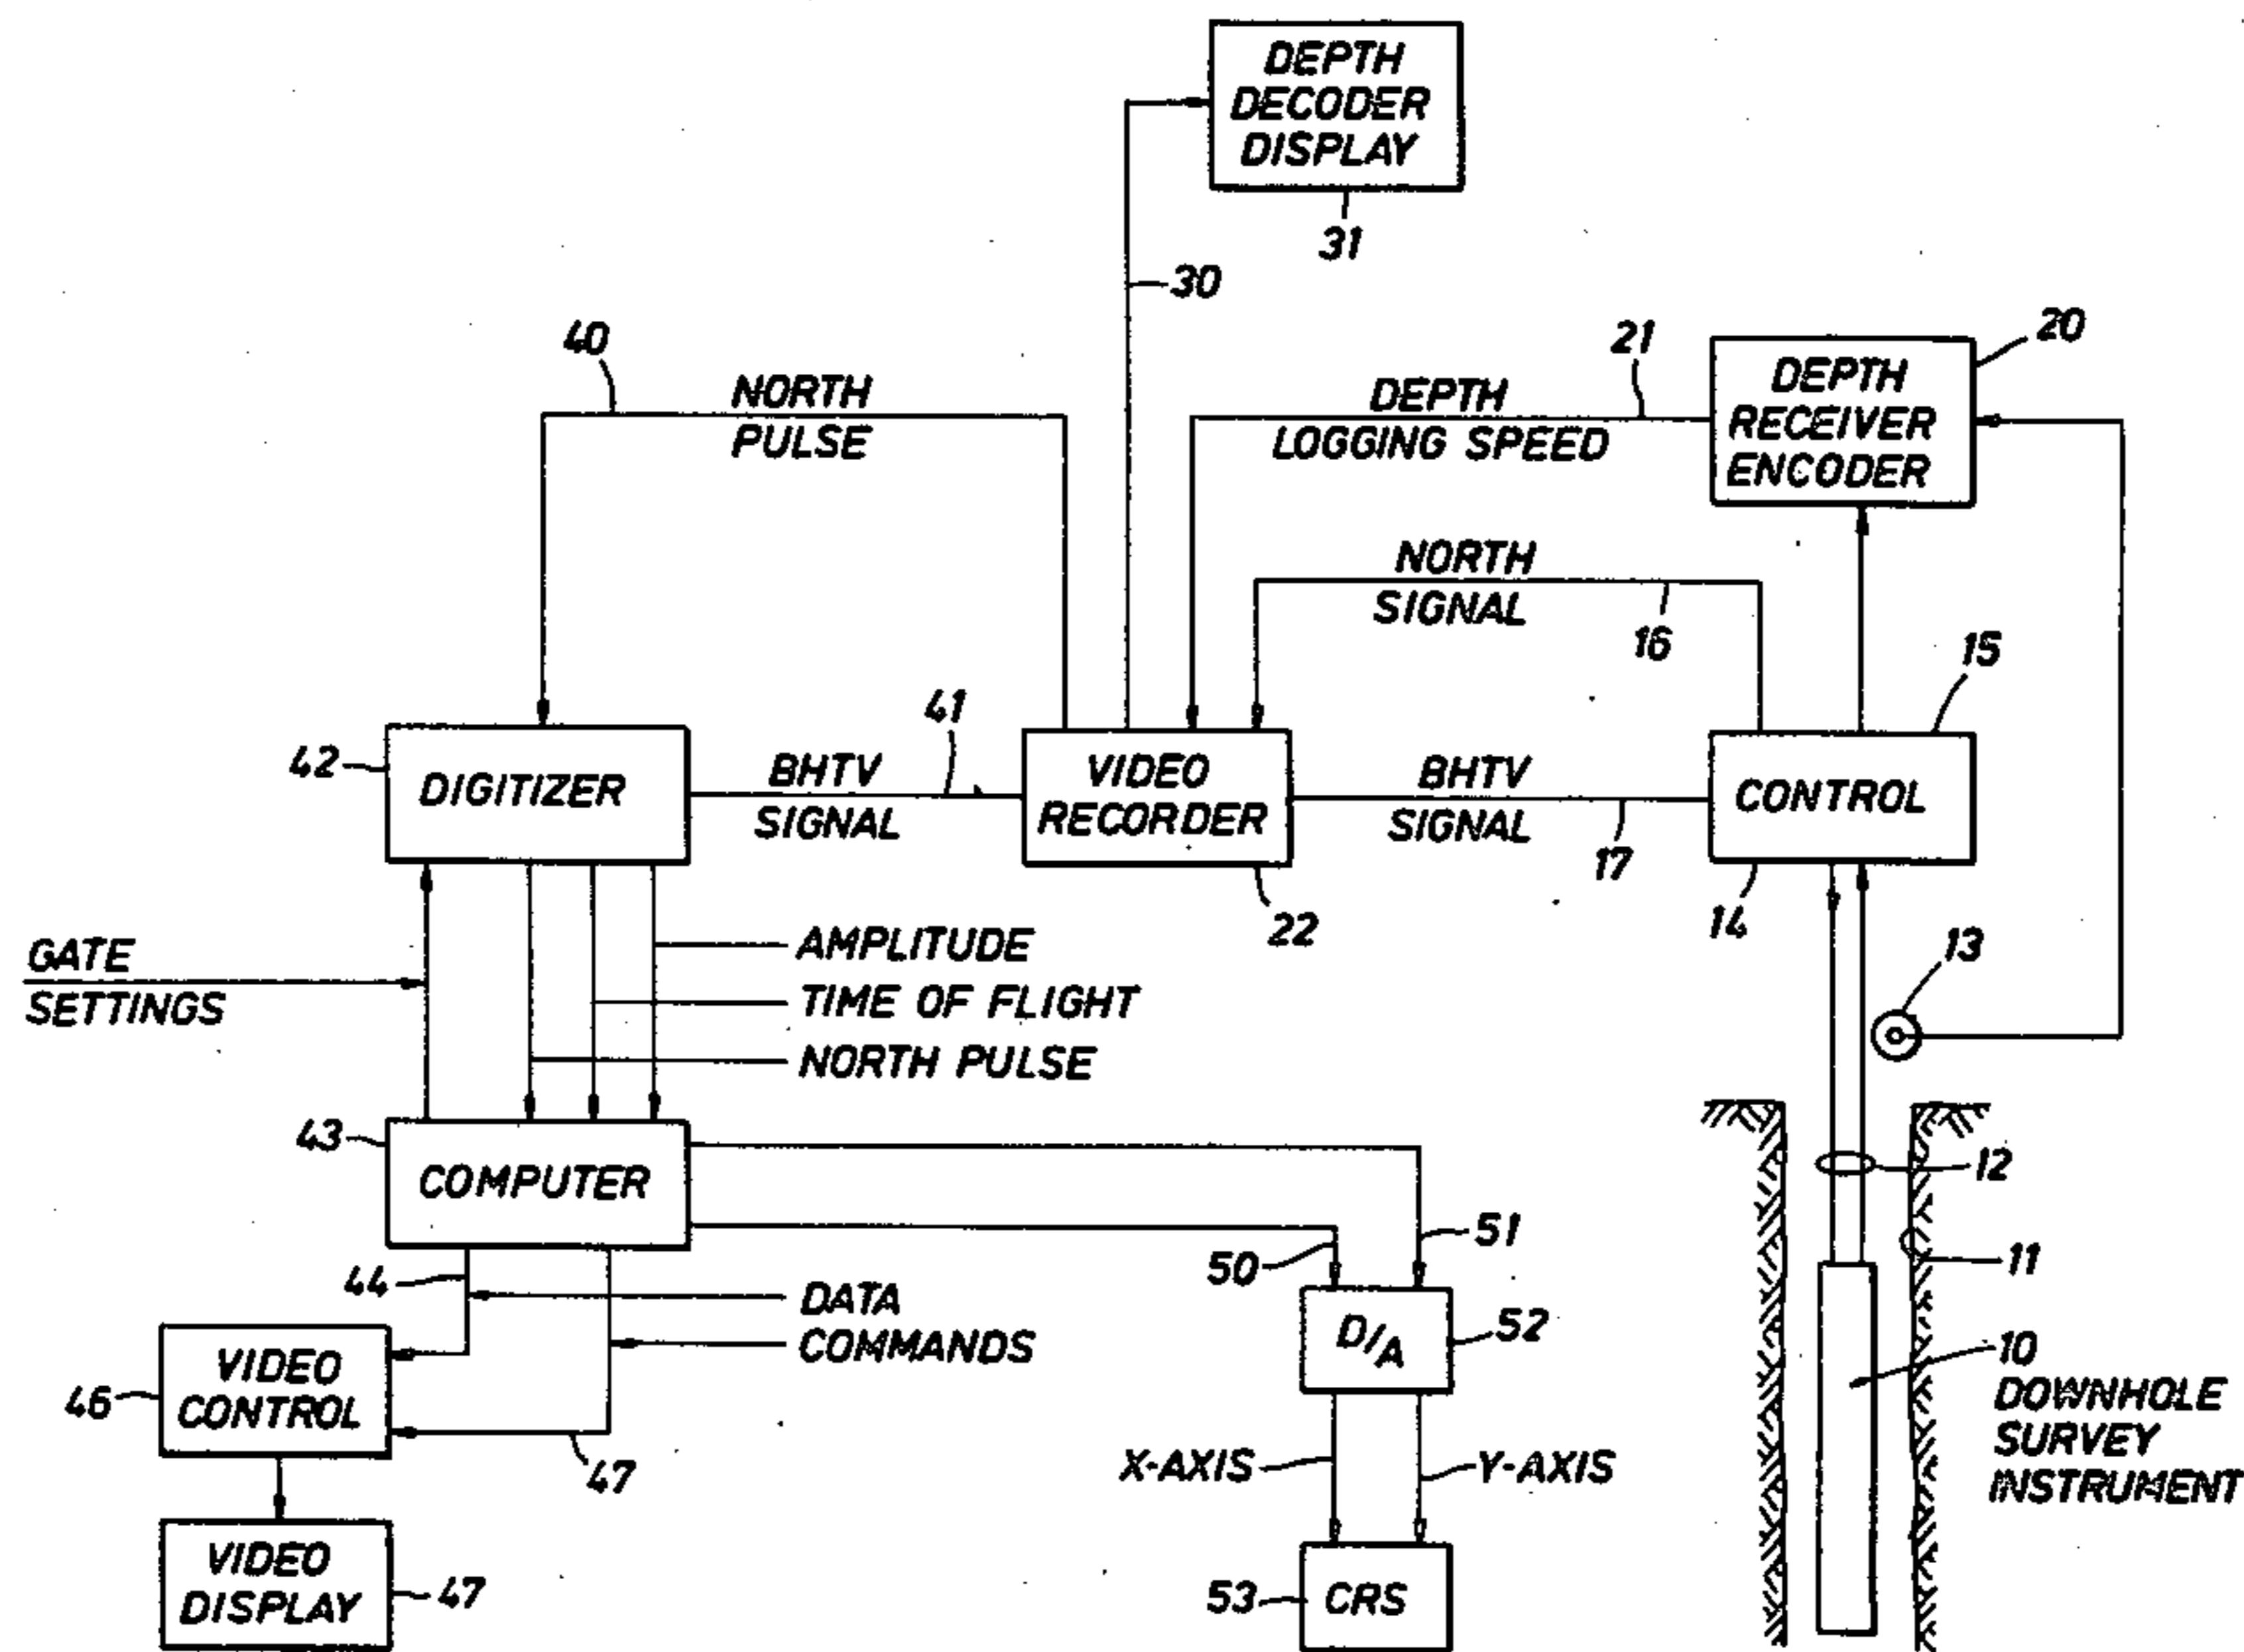 DEPTH
DECODER
DISPLAY
31
30
40
NORTH
PULSE
21
DEPTH
LOGGING SPEED
20
DEPTH
RECEIVER
ENCODER
NORTH
SIGNAL
16
15
42
DIGITIZER
41
BHTV
SIGNAL
VIDEO
RECORDER
22
BHTV
SIGNAL
17
CONTROL
14
13
GATE
SETTINGS
AMPLITUDE
TIME OF FLIGHT
NORTH PULSE
43
COMPUTER
12
11
51
50
44
DATA
COMMANDS
46
VIDEO
CONTROL
47
D/A
52
10
DOWNHOLE
SURVEY
INSTRUMENT
X-AXIS
Y-AXIS
VIDEO
DISPLAY
47
53
CRS